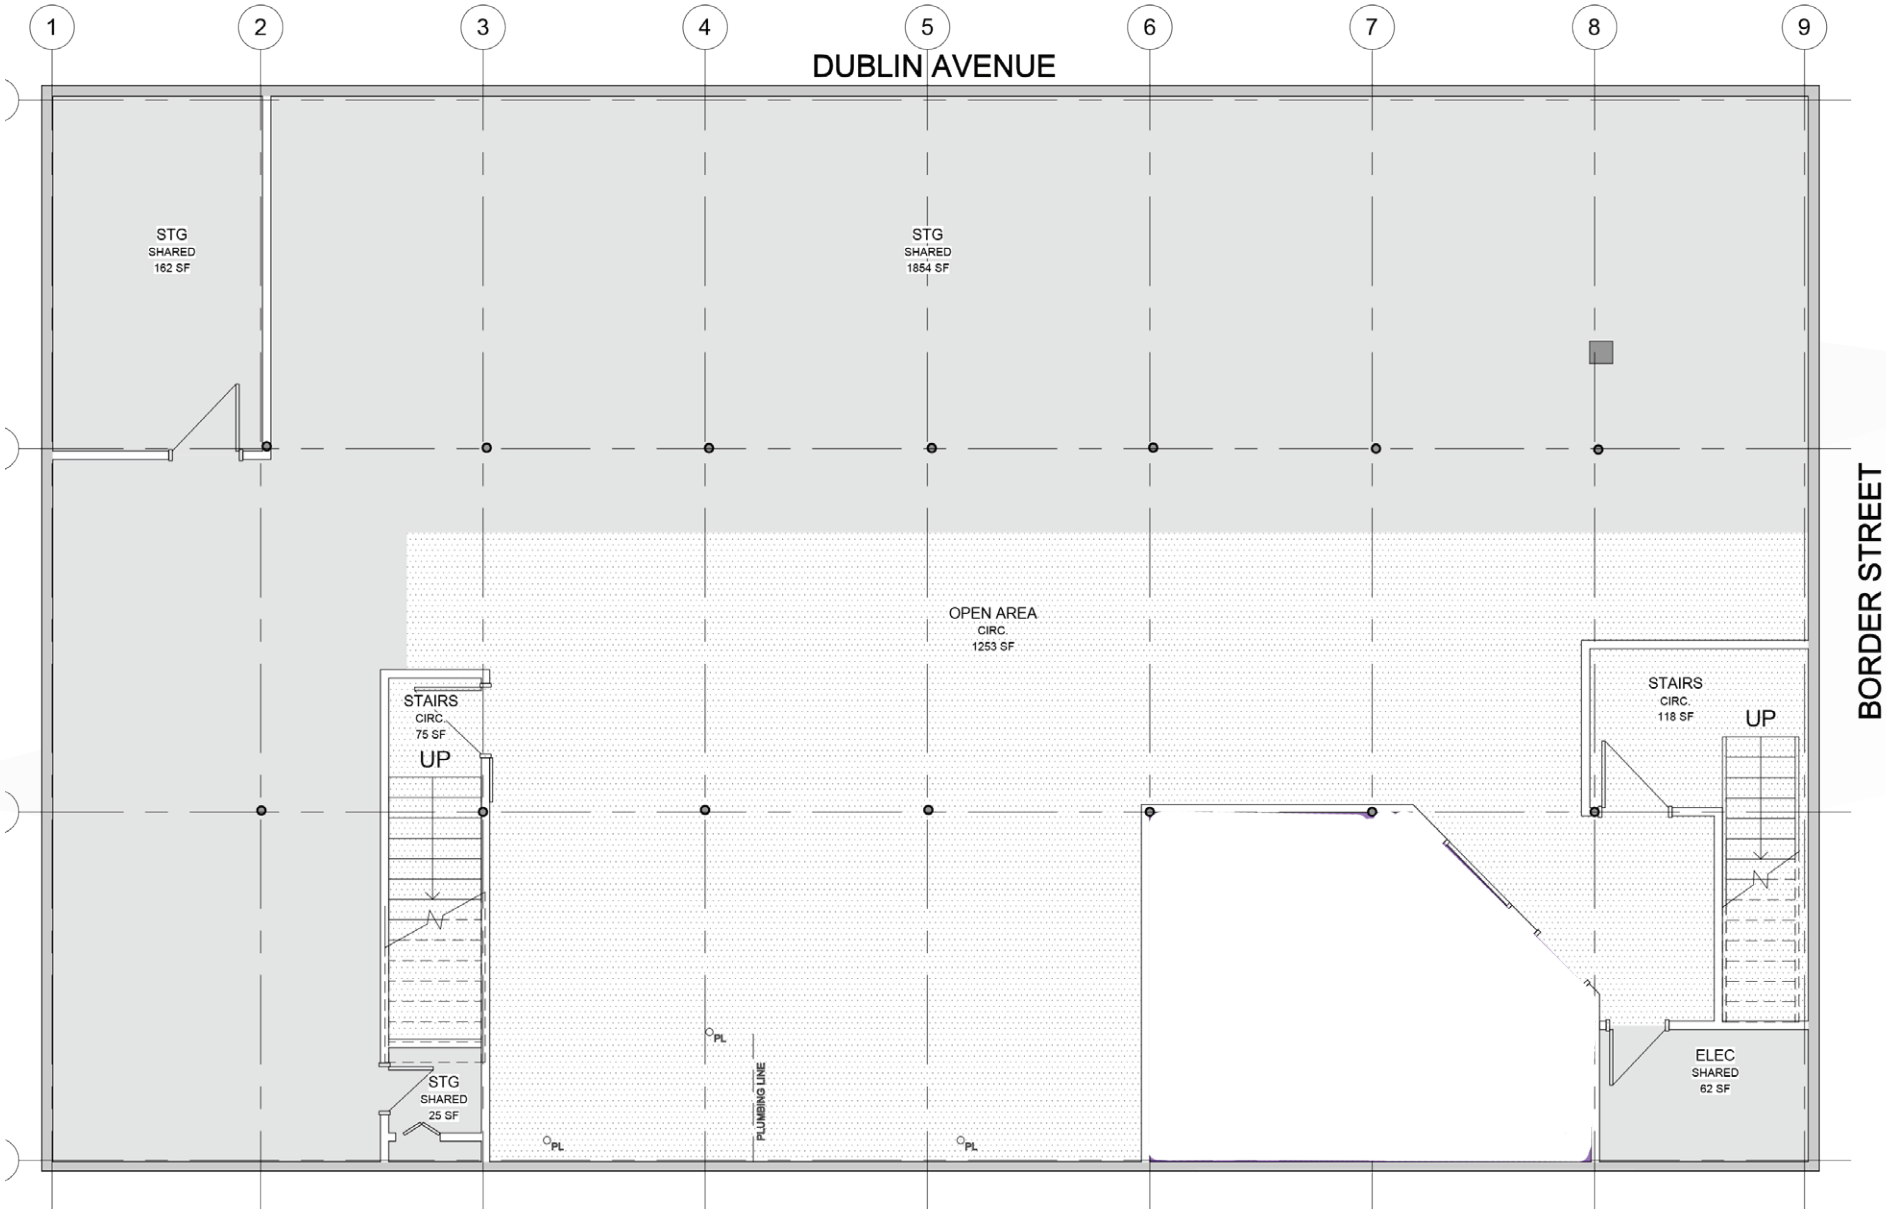 1 2 3 4 5 6 7 8 9
DUBLIN AVENUE
STG
SHARED
162 SF
STG
SHARED
1854 SF
BORDER STREET
OPEN AREA
CIRC.
1253 SF
STAIRS
CIRC.
75 SF
UP
STAIRS
CIRC.
118 SF
UP
PL
PLUMBING LINE
STG
SHARED
25 SF
ELEC
SHARED
62 SF
PL
PL